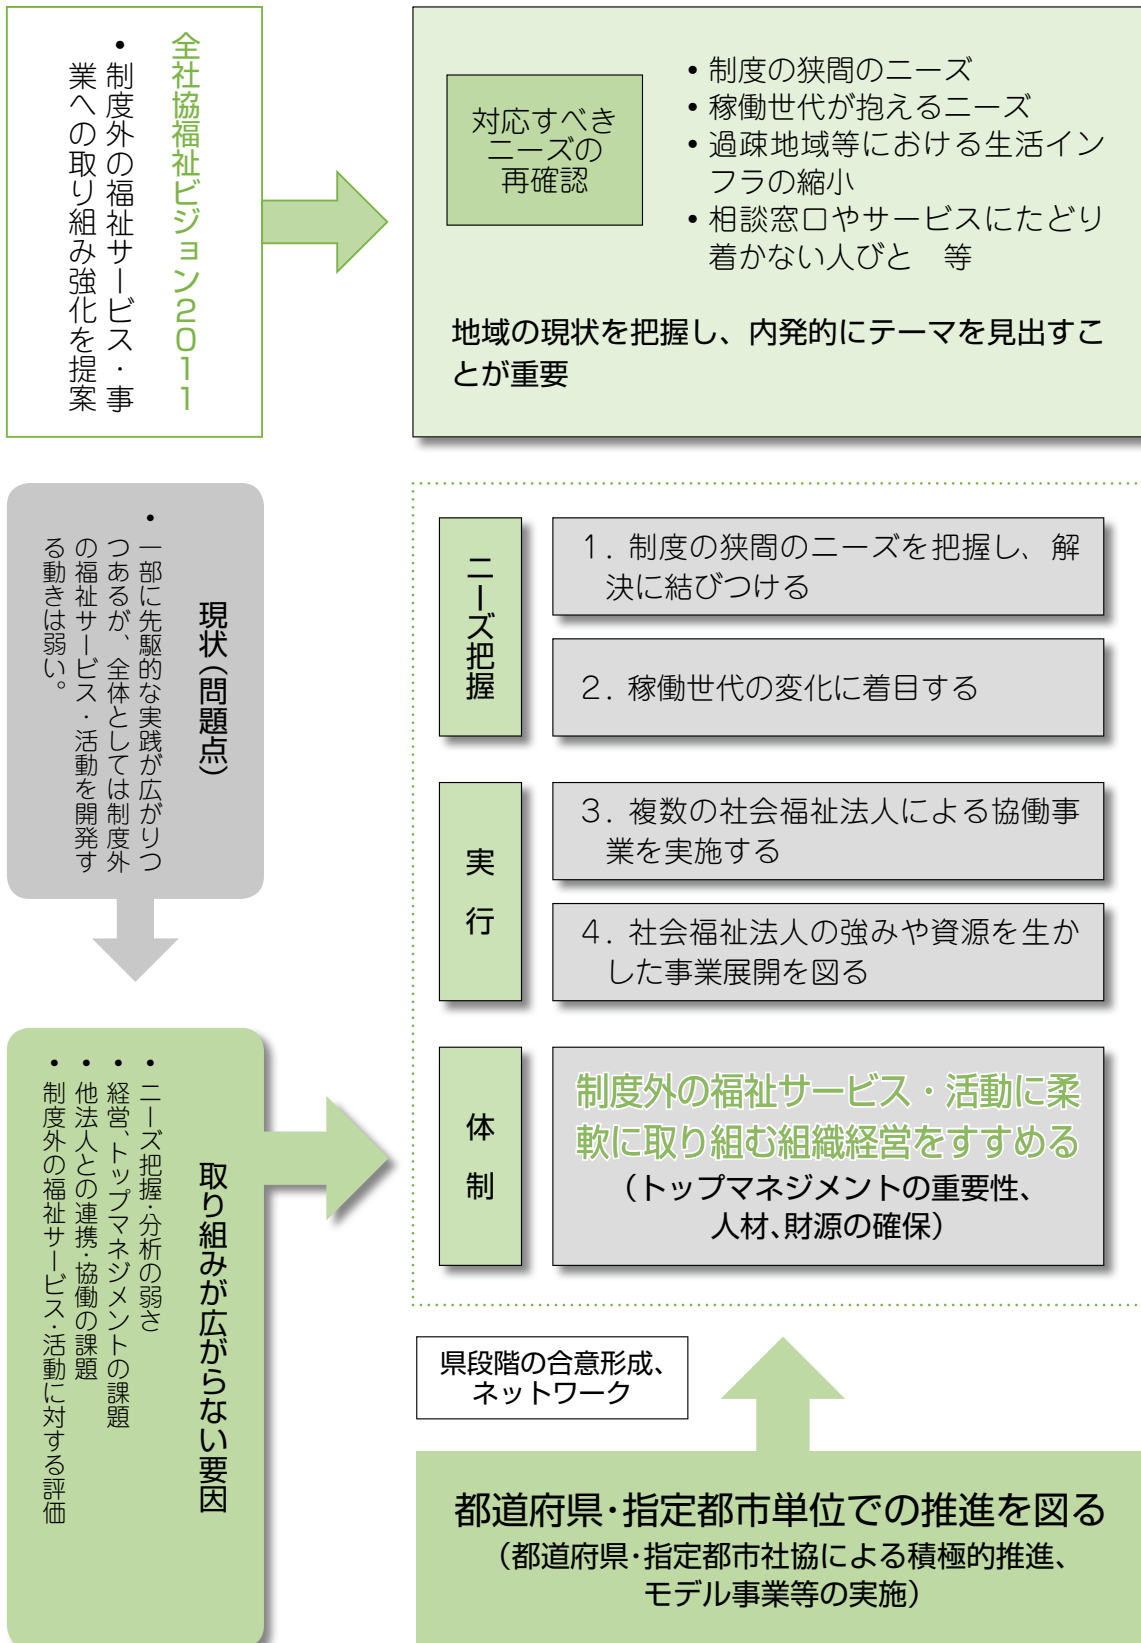 全社協福祉ビジョン2011
• 制度外の福祉サービス・事
業への取り組み強化を提案
対応すべき
ニーズの
再確認
• 制度の狭間のニーズ
• 稼働世代が抱えるニーズ
• 過疎地域等における生活イン
フラの縮小
• 相談窓口やサービスにたどり
着かない人びと　等
地域の現状を把握し、内発的にテーマを見出すこ
とが重要
現状（問題点）
• 一部に先駆的な実践が広がりつ
つあるが、全体としては制度外
の福祉サービス・活動を開発す
る動きは弱い。
ニーズ把握
1. 制度の狭間のニーズを把握し、解
決に結びつける
2. 稼働世代の変化に着目する
実行
3. 複数の社会福祉法人による協働事
業を実施する
4. 社会福祉法人の強みや資源を生か
した事業展開を図る
取り組みが広がらない要因
• ニーズ把握・分析の弱さ
• 経営、トップマネジメントの課題
• 他法人との連携・協働の課題
• 制度外の福祉サービス・活動に対する評価
体制
制度外の福祉サービス・活動に柔
軟に取り組む組織経営をすすめる
（トップマネジメントの重要性、
人材、財源の確保）
県段階の合意形成、
ネットワーク
都道府県・指定都市単位での推進を図る
（都道府県・指定都市社協による積極的推進、
モデル事業等の実施）